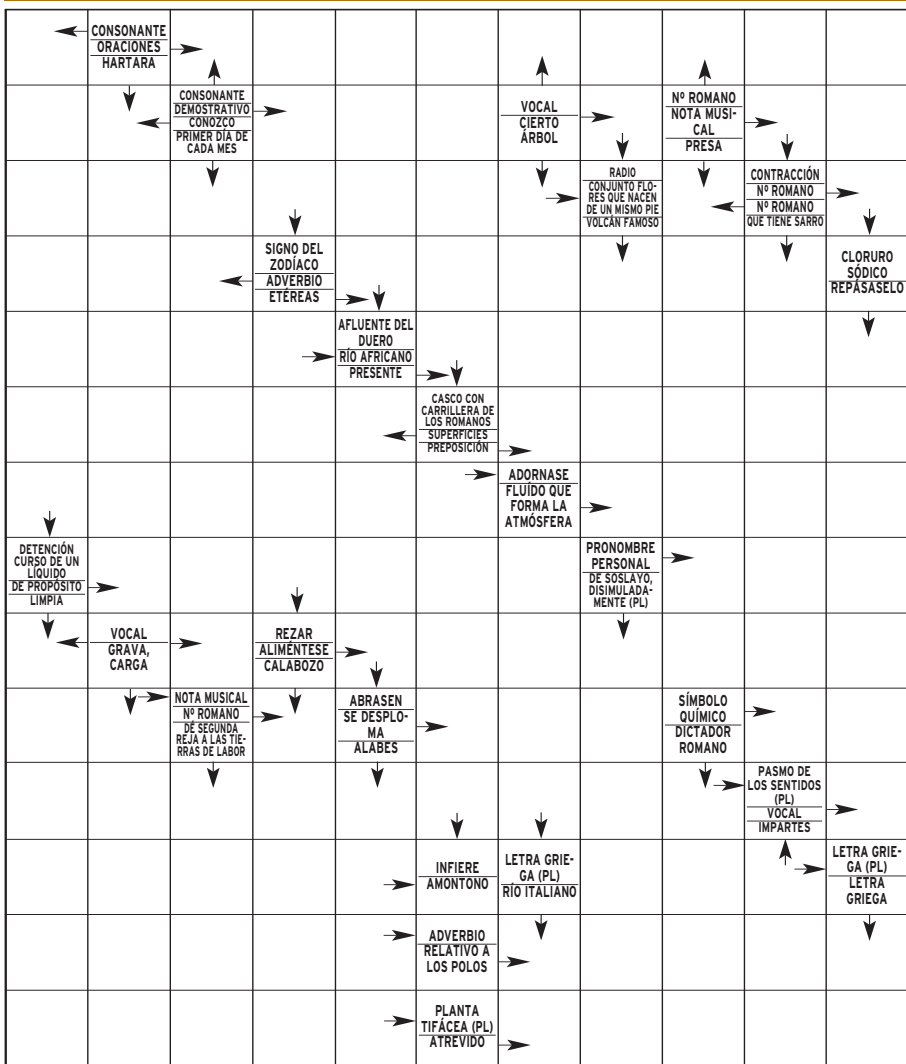 CONSONANTE
ORACIONES
HARTARA
CONSONANTE
DEMOSTRATIVO
CONOZCO
PRIMER DÍA DE
CADA MES
VOCAL
CIERTO
ÁRBOL
Nº ROMANO
NOTA MUSI-
CAL
PRESA
RADIO
CONJUNTO FLO-
RES QUE NACEN
DE UN MISMO PIE
VOLCÁN FAMOSO
CONTRACCIÓN
Nº ROMANO
Nº ROMANO
QUE TIENE SARRO
SIGNO DEL
ZODÍACO
ADVERBIO
ETÉREAS
CLORURO
SÓDICO
REPÁSASELO
AFLUENTE DEL
DUERO
RÍO AFRICANO
PRESENTE
CASCO CON
CARRILLERA DE
LOS ROMANOS
SUPERFICIES
PREPOSICIÓN
ADORNASE
FLUÍDO QUE
FORMA LA
ATMÓSFERA
DETENCIÓN
CURSO DE UN
LÍQUIDO
DE PROPÓSITO
LIMPIA
PRONOMBRE
PERSONAL
DE SOSLAYO,
DISIMULADA-
MENTE (PL)
VOCAL
GRAVA,
CARGA
REZAR
ALIMÉNTESE
CALABOZO
NOTA MUSICAL
Nº ROMANO
DÉ SEGUNDA
REJA A LAS TIE-
RRAS DE LABOR
ABRASEN
SE DESPLO-
MA
ALABES
SÍMBOLO
QUÍMICO
DICTADOR
ROMANO
PASMO DE
LOS SENTIDOS
(PL)
VOCAL
IMPARTES
INFIERE
AMONTONO
LETRA GRIE-
GA (PL)
RÍO ITALIANO
LETRA GRIE-
GA (PL)
LETRA
GRIEGA
ADVERBIO
RELATIVO A
LOS POLOS
PLANTA
TIFÁCEA (PL)
ATREVIDO